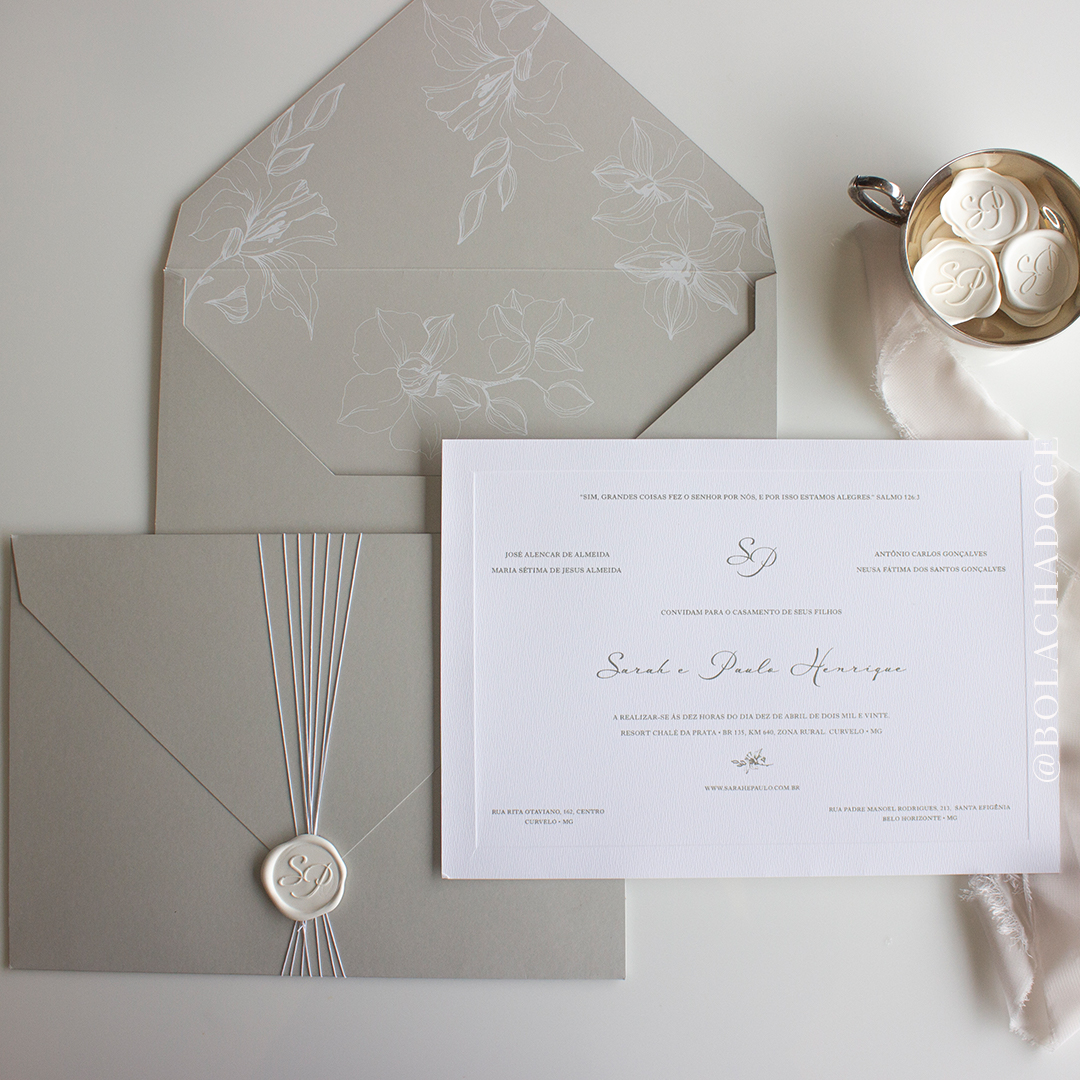 SP
SP
SP
"SIM, GRANDES COISAS FEZ O SENHOR POR NÓS, E POR ISSO ESTAMOS ALEGRES." SALMO 126:3
JOSÉ ALENCAR DE ALMEIDA
MARIA SÉTIMA DE JESUS ALMEIDA
SP
ANTÔNIO CARLOS GONÇALVES
NEUSA FÁTIMA DOS SANTOS GONÇALVES
CONVIDAM PARA O CASAMENTO DE SEUS FILHOS
Sarah e Paulo Henrique
A REALIZAR-SE ÀS DEZ HORAS DO DIA DEZ DE ABRIL DE DOIS MIL E VINTE.
RESORT CHALÉ DA PRATA • BR 135, KM 640, ZONA RURAL CURVELO • MG
WWW.SARAHEPAULO.COM.BR
RUA RITA OTAVIANO, 162, CENTRO
CURVELO • MG
RUA PADRE MANOEL RODRIGUES, 211, SANTA EFIGÊNIA
BELO HORIZONTE • MG
SP
@BOLACHADOCE